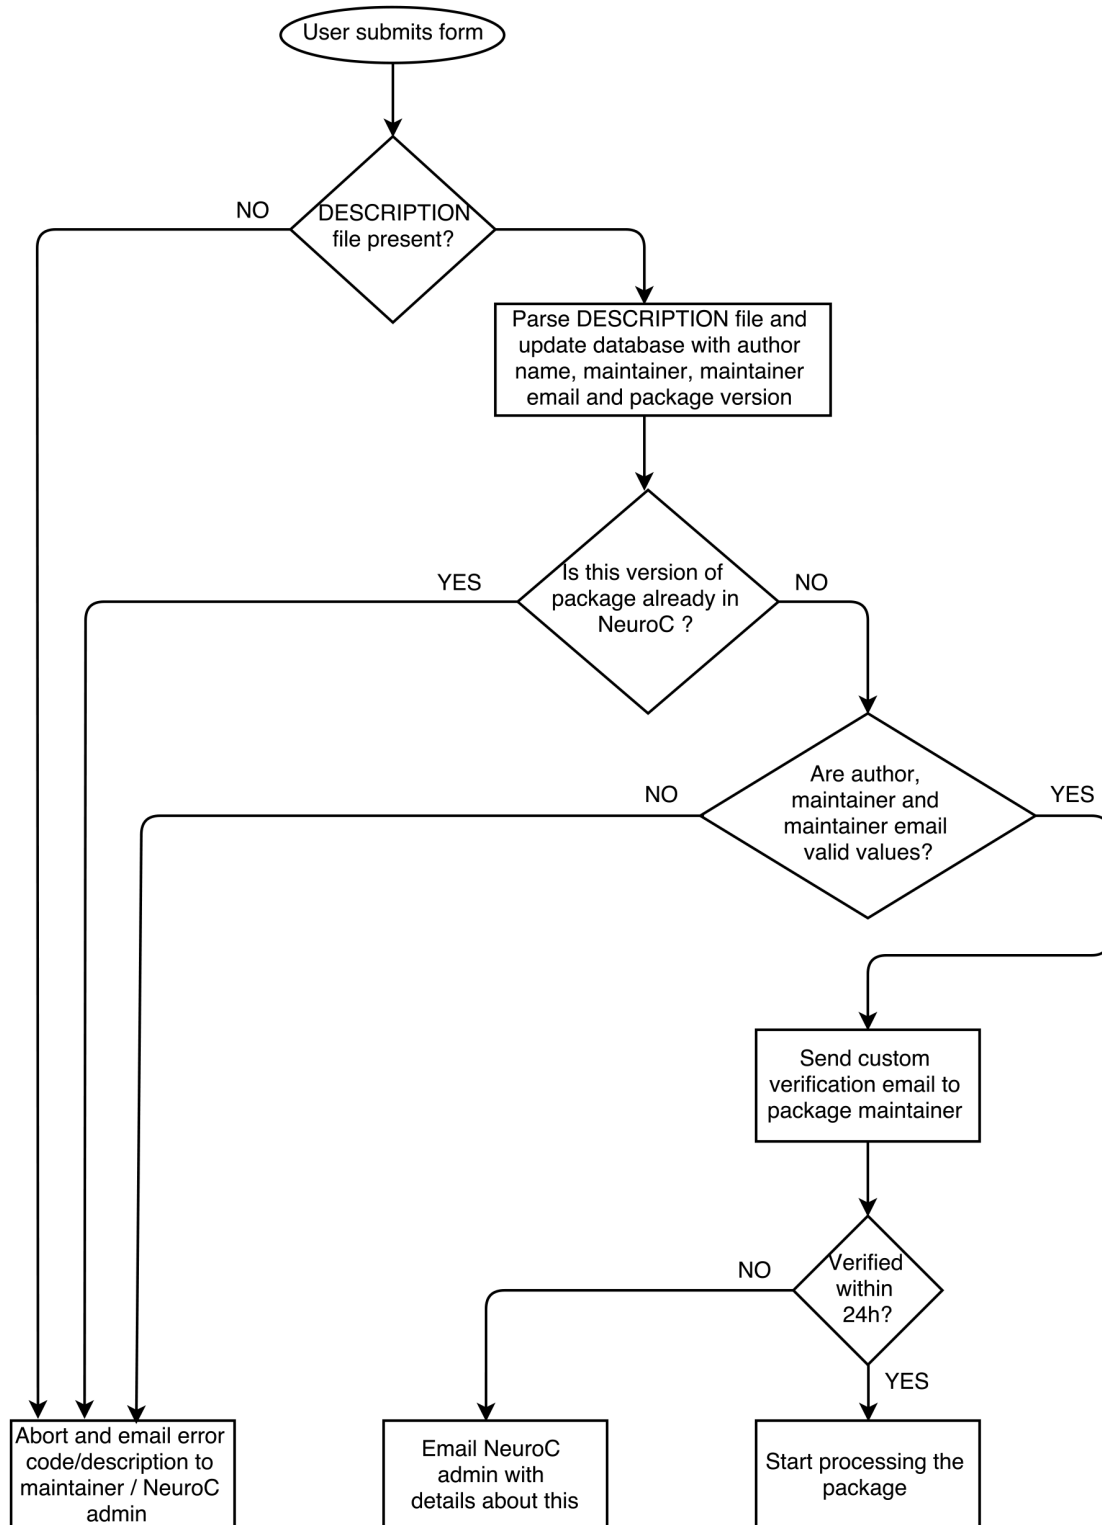 User submits form
NO
DESCRIPTION
file present?
Parse DESCRIPTION file and
update database with author
name, maintainer, maintainer
email and package version
YES
Is this version of
package already in
NeuroC ?
NO
NO
Are author,
maintainer and
maintainer email
valid values?
YES
Send custom
verification email to
package maintainer
NO
Verified
within
24h?
YES
Abort and email error
code/description to
maintainer / NeuroC
admin
Email NeuroC
admin with
details about this
Start processing the
package